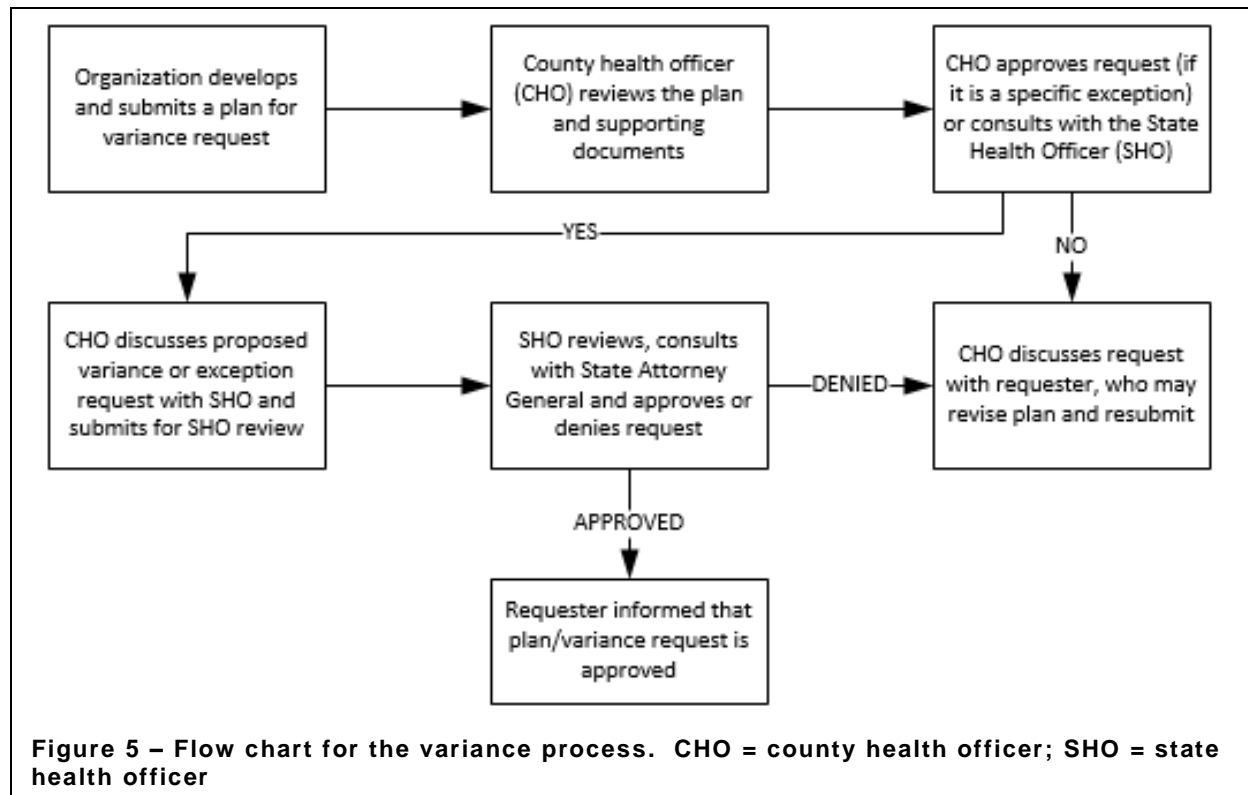 Organization develops
and submits a plan for
variance request
County health officer
(CHO) reviews the plan
and supporting
documents
CHO approves request (if
it is a specific exception)
or consults with the State
Health Officer (SHO)
YES
NO
CHO discusses proposed
variance or exception
request with SHO and
submits for SHO review
SHO reviews, consults
with State Attorney
General and approves or
denies request
DENIED
CHO discusses request
with requester, who may
revise plan and resubmit
APPROVED
Requester informed that
plan/variance request is
approved
Figure 5 – Flow chart for the variance process. CHO = county health officer; SHO = state
health officer